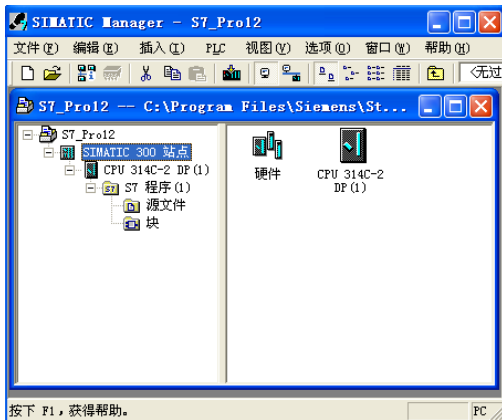 SIMATIC Manager - S7_Pro12
文件(F) 编辑(E) 插入(I) PLC 视图(V) 选项(O) 窗口(W) 帮助(H)
<无过
S7_Pro12 -- C:\Program Files\Siemens\St...
S7_Pro12
SIMATIC 300 站点
CPU 314C-2 DP(1)
S7 程序(1)
源文件
块
硬件
CPU 314C-2
DP(1)
按下 F1，获得帮助。
PC